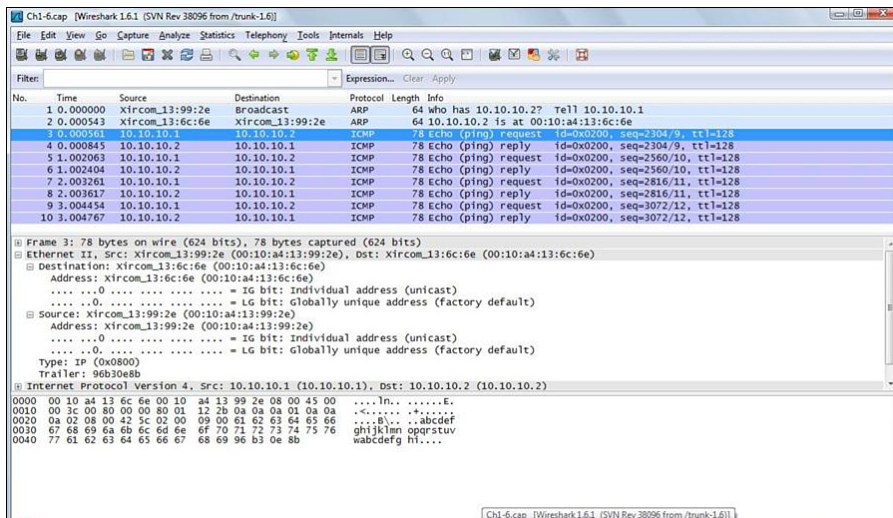 Ch1-6.cap [Wireshark 1.6.1 (SVN Rev 38096 from /trunk-1.6)]
File Edit View Go Capture Analyze Statistics Telephony Tools Internals Help
Filter: Expression... Clear Apply
No. Time Source Destination Protocol Length Info
1 0.000000 Xircom_13:99:2e Broadcast ARP 64 Who has 10.10.10.2? Tell 10.10.10.1
2 0.000543 Xircom_13:6c:6e Xircom_13:99:2e ARP 64 10.10.10.2 is at 00:10:a4:13:6c:6e
3 0.000561 10.10.10.1 10.10.10.2 ICMP 78 Echo (ping) request id=0x0200, seq=2304/9, ttl=128
4 0.000845 10.10.10.2 10.10.10.1 ICMP 78 Echo (ping) reply id=0x0200, seq=2304/9, ttl=128
5 1.002063 10.10.10.1 10.10.10.2 ICMP 78 Echo (ping) request id=0x0200, seq=2560/10, ttl=128
6 1.002404 10.10.10.2 10.10.10.1 ICMP 78 Echo (ping) reply id=0x0200, seq=2560/10, ttl=128
7 2.003261 10.10.10.1 10.10.10.2 ICMP 78 Echo (ping) request id=0x0200, seq=2816/11, ttl=128
8 2.003617 10.10.10.2 10.10.10.1 ICMP 78 Echo (ping) reply id=0x0200, seq=2816/11, ttl=128
9 3.004454 10.10.10.1 10.10.10.2 ICMP 78 Echo (ping) request id=0x0200, seq=3072/12, ttl=128
10 3.004767 10.10.10.2 10.10.10.1 ICMP 78 Echo (ping) reply id=0x0200, seq=3072/12, ttl=128
Frame 3: 78 bytes on wire (624 bits), 78 bytes captured (624 bits)
Ethernet II, Src: Xircom_13:99:2e (00:10:a4:13:99:2e), Dst: Xircom_13:6c:6e (00:10:a4:13:6c:6e)
Destination: Xircom_13:6c:6e (00:10:a4:13:6c:6e)
Address: Xircom_13:6c:6e (00:10:a4:13:6c:6e)
.... ...0 .... .... .... .... = IG bit: Individual address (unicast)
.... ..0. .... .... .... .... = LG bit: Globally unique address (factory default)
Source: Xircom_13:99:2e (00:10:a4:13:99:2e)
Address: Xircom_13:99:2e (00:10:a4:13:99:2e)
.... ...0 .... .... .... .... = IG bit: Individual address (unicast)
.... ..0. .... .... .... .... = LG bit: Globally unique address (factory default)
Type: IP (0x0800)
Trailer: 96b30e8b
Internet Protocol Version 4, Src: 10.10.10.1 (10.10.10.1), Dst: 10.10.10.2 (10.10.10.2)
0000 00 10 a4 13 6c 6e 00 10 a4 13 99 2e 08 00 45 00 ....ln.. ......E.
0010 00 3c 00 80 00 00 80 01 12 2b 0a 0a 0a 01 0a 0a .<...... .+......
0020 0a 02 08 00 42 5c 02 00 09 00 61 62 63 64 65 66 ....B\.. ..abcdef
0030 67 68 69 6a 6b 6c 6d 6e 6f 70 71 72 73 74 75 76 ghijklmn opqrstuv
0040 77 61 62 63 64 65 66 67 68 69 96 b3 0e 8b wabcdefg hi....
Ch1-6.cap [Wireshark 1.6.1 (SVN Rev 38096 from /trunk-1.6)]